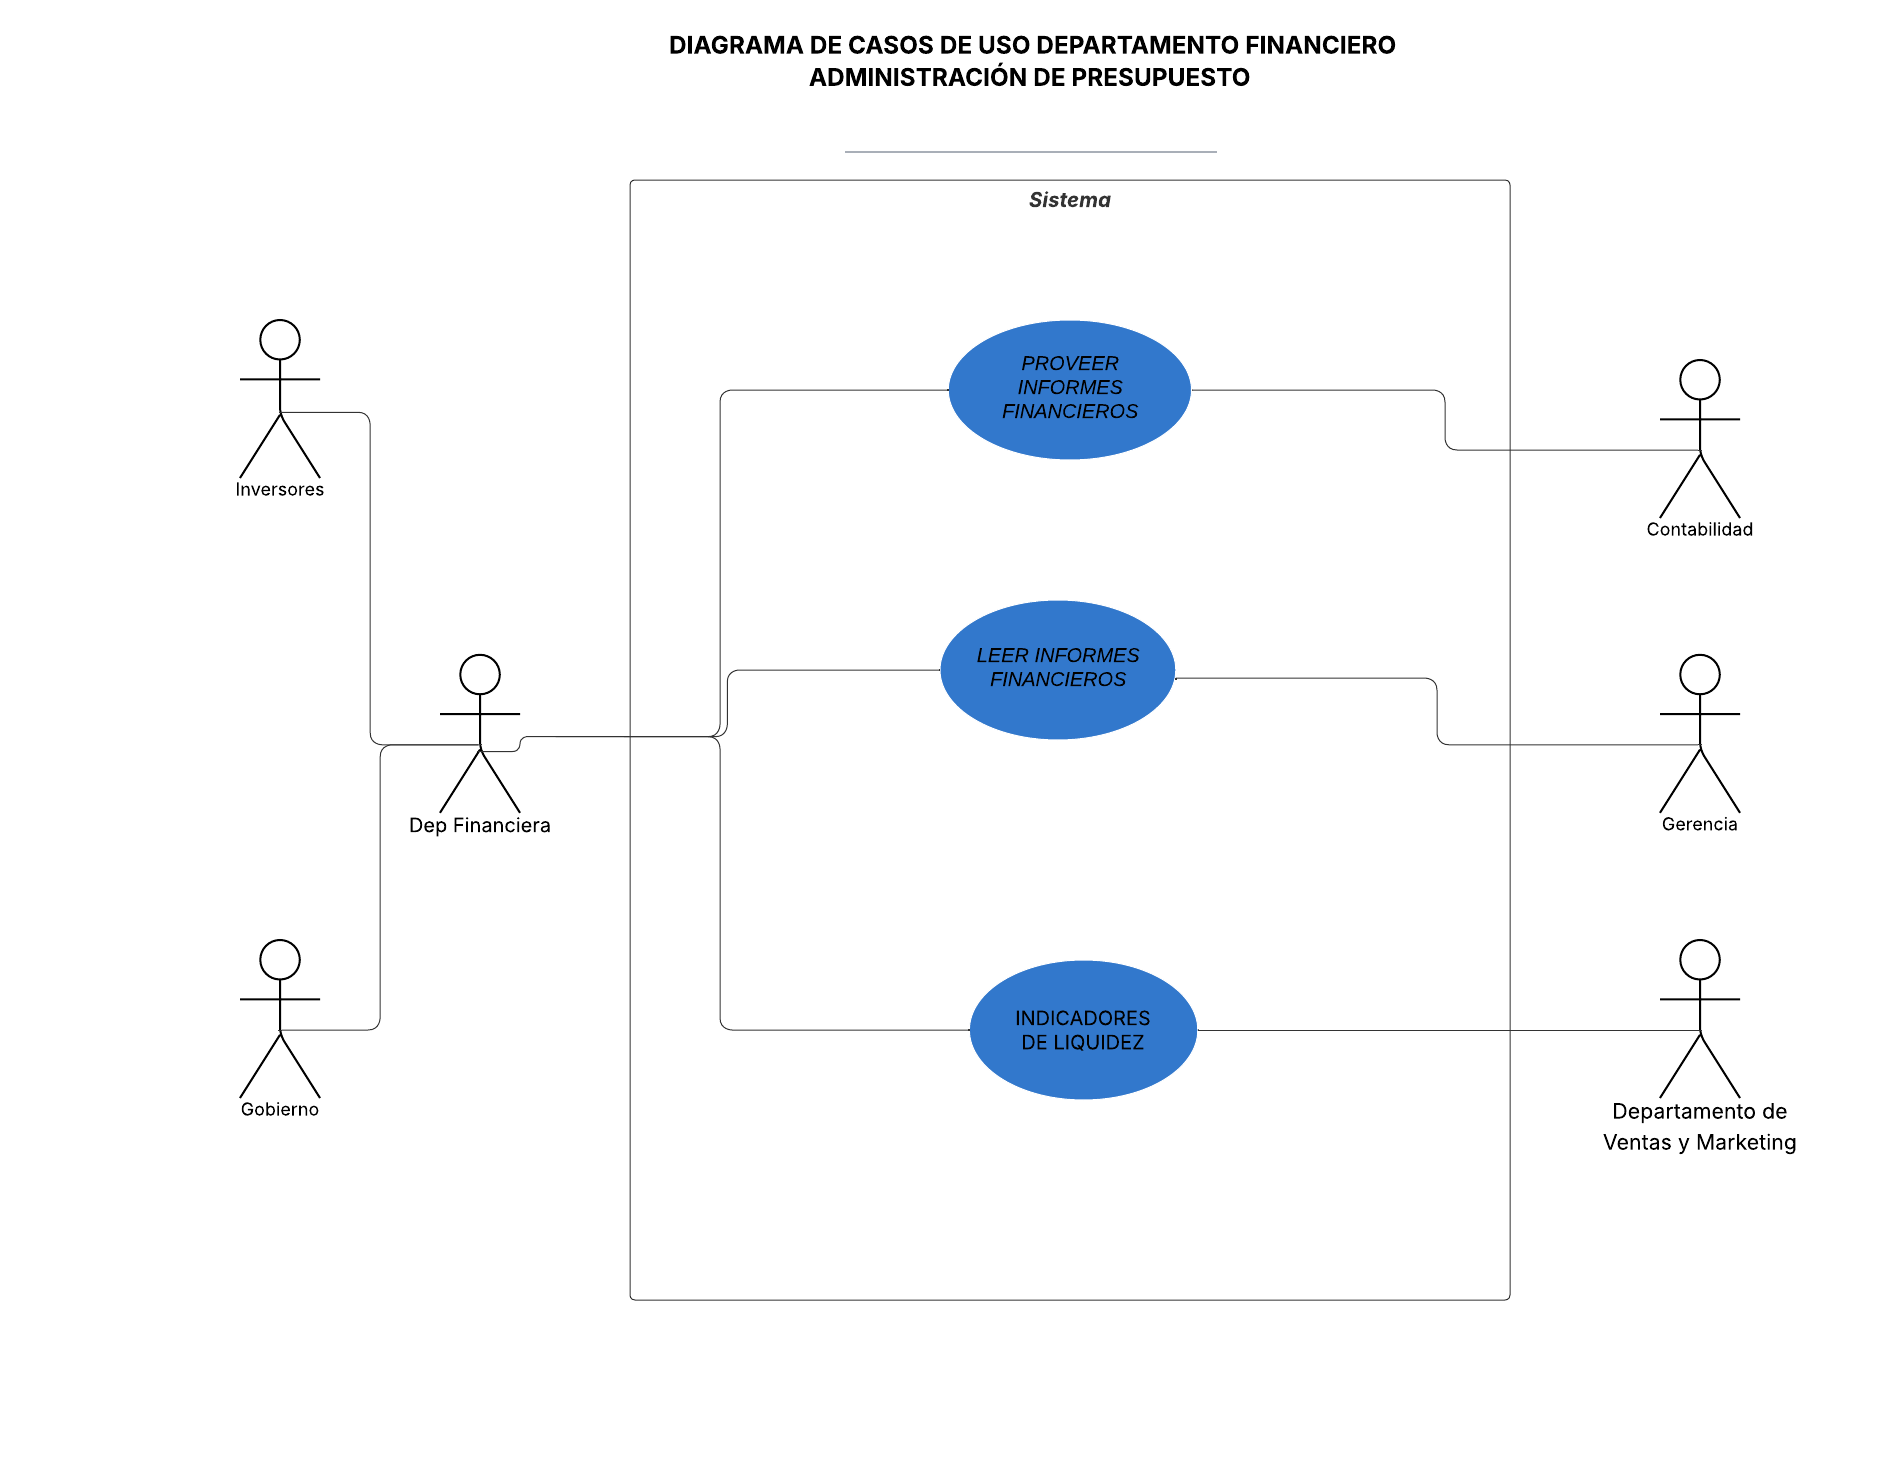 DIAGRAMA DE CASOS DE USO DEPARTAMENTO FINANCIERO
ADMINISTRACIÓN DE PRESUPUESTO
Sistema
PROVEER
INFORMES
FINANCIEROS
Inversores
Contabilidad
LEER INFORMES
FINANCIEROS
Dep Financiera
Gerencia
INDICADORES
DE LIQUIDEZ
Gobierno
Departamento de
Ventas y Marketing